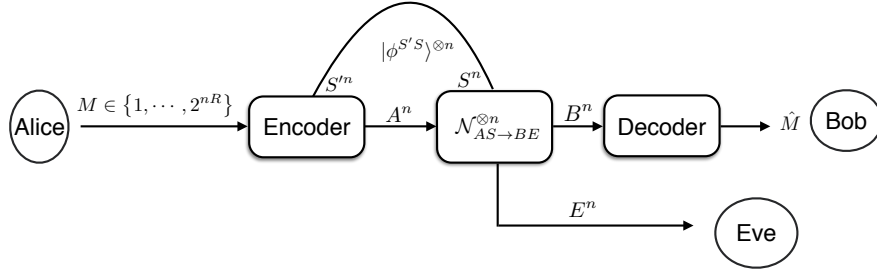 |φ^{S′S}⟩^{⊗n}
S′^n
S^n
Alice
M ∈ {1, ⋯, 2^{nR}}
Encoder
A^n
𝒩^{⊗n}_{AS→BE}
B^n
Decoder
M̂
Bob
E^n
Eve